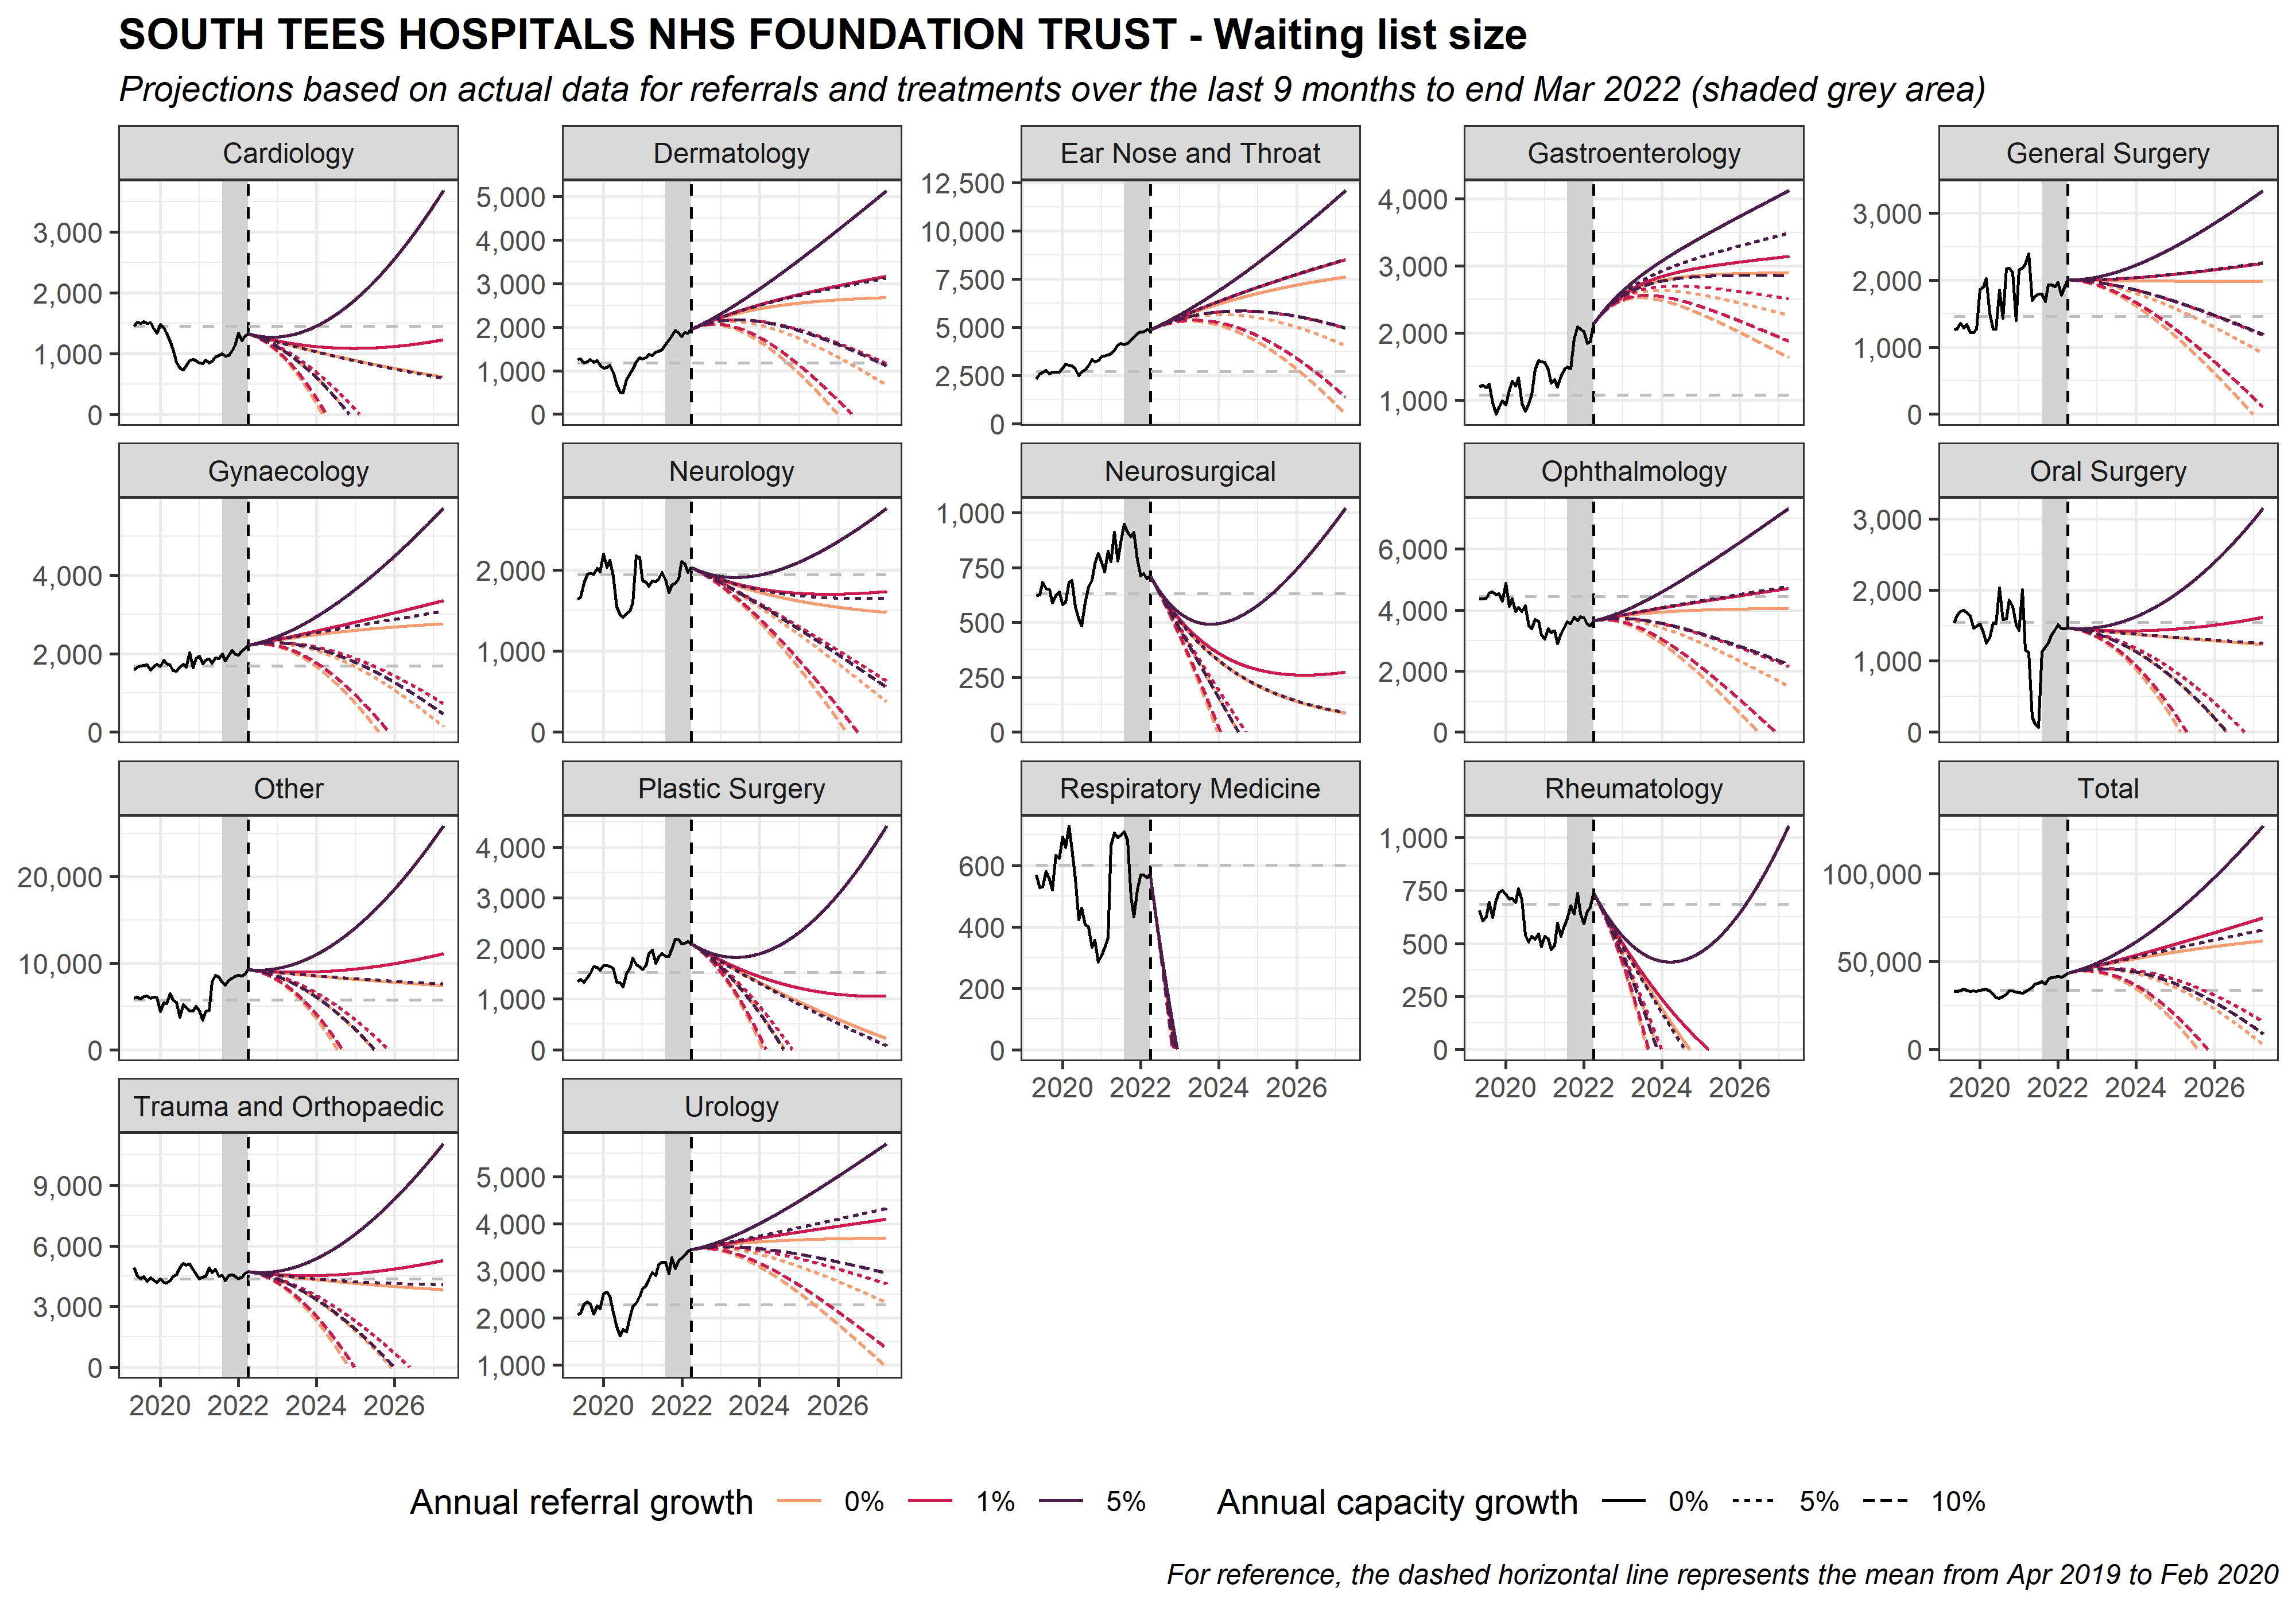 SOUTH TEES HOSPITALS NHS FOUNDATION TRUST - Waiting list size
Projections based on actual data for referrals and treatments over the last 9 months to end Mar 2022 (shaded grey area)
Cardiology
3,000
2,000
1,000
0
Dermatology
5,000
4,000
3,000
2,000
1,000
0
Ear Nose and Throat
12,500
10,000
7,500
5,000
2,500
0
Gastroenterology
4,000
3,000
2,000
1,000
General Surgery
3,000
2,000
1,000
0
Gynaecology
4,000
2,000
0
Neurology
2,000
1,000
0
Neurosurgical
1,000
750
500
250
0
Ophthalmology
6,000
4,000
2,000
0
Oral Surgery
3,000
2,000
1,000
0
Other
20,000
10,000
0
Plastic Surgery
4,000
3,000
2,000
1,000
0
Respiratory Medicine
600
400
200
0
2020 2022 2024 2026
Rheumatology
1,000
750
500
250
0
2020 2022 2024 2026
Total
100,000
50,000
0
2020 2022 2024 2026
Trauma and Orthopaedic
9,000
6,000
3,000
0
2020 2022 2024 2026
Urology
5,000
4,000
3,000
2,000
1,000
2020 2022 2024 2026
Annual referral growth 0% 1% 5% Annual capacity growth 0% 5% 10%
For reference, the dashed horizontal line represents the mean from Apr 2019 to Feb 2020